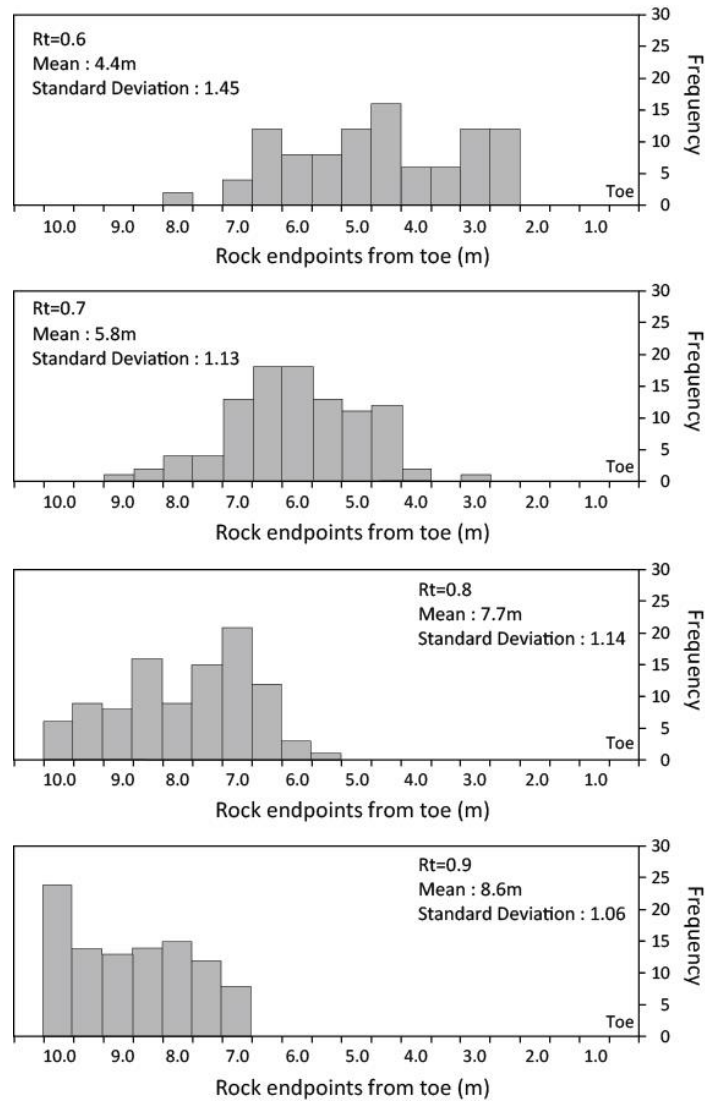 Rt=0.6
Mean : 4.4m
Standard Deviation : 1.45
30
25
20
15
10
5
0
Frequency
Toe
10.0 9.0 8.0 7.0 6.0 5.0 4.0 3.0 2.0 1.0
Rock endpoints from toe (m)
Rt=0.7
Mean : 5.8m
Standard Deviation : 1.13
30
25
20
15
10
5
0
Frequency
Toe
10.0 9.0 8.0 7.0 6.0 5.0 4.0 3.0 2.0 1.0
Rock endpoints from toe (m)
Rt=0.8
Mean : 7.7m
Standard Deviation : 1.14
30
25
20
15
10
5
0
Frequency
Toe
10.0 9.0 8.0 7.0 6.0 5.0 4.0 3.0 2.0 1.0
Rock endpoints from toe (m)
Rt=0.9
Mean : 8.6m
Standard Deviation : 1.06
30
25
20
15
10
5
0
Frequency
Toe
10.0 9.0 8.0 7.0 6.0 5.0 4.0 3.0 2.0 1.0
Rock endpoints from toe (m)